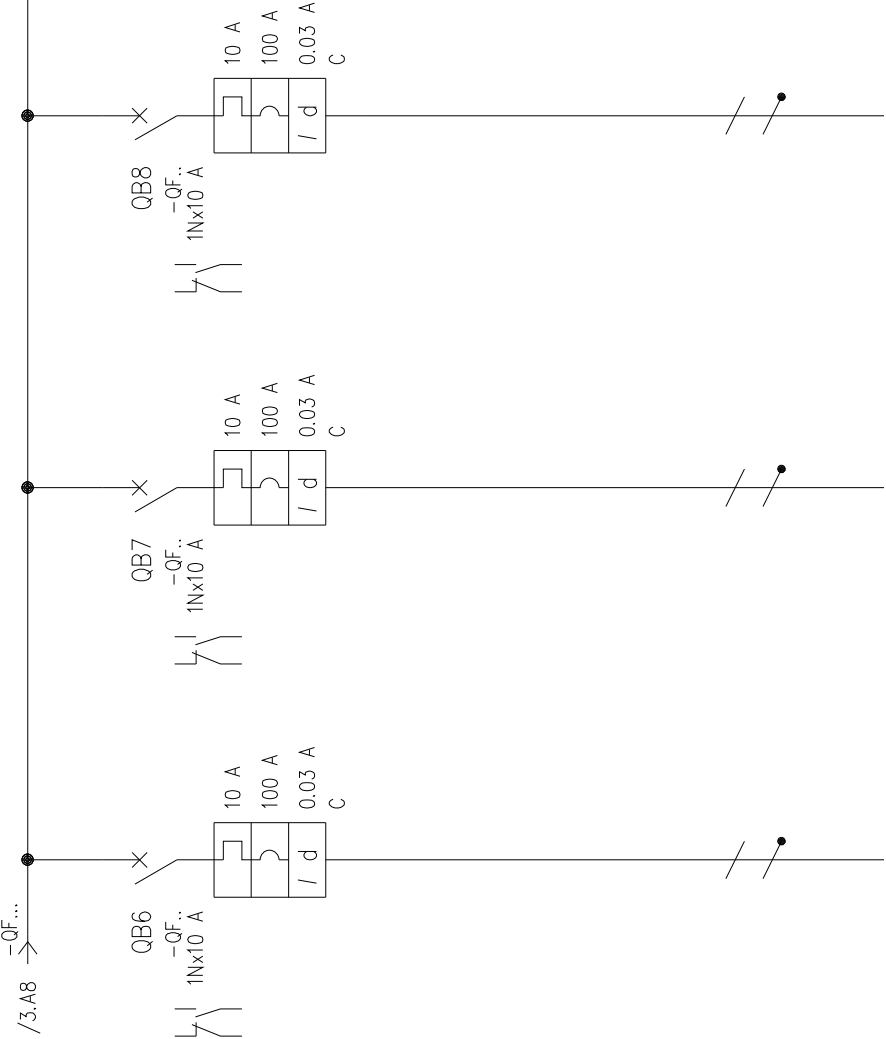 /3.A8
-QF...
QB6
-QF..
1Nx10 A
10 A
100 A
0.03 A
C
I d
QB7
-QF..
1Nx10 A
10 A
100 A
0.03 A
C
I d
QB8
-QF..
1Nx10 A
10 A
100 A
0.03 A
C
I d